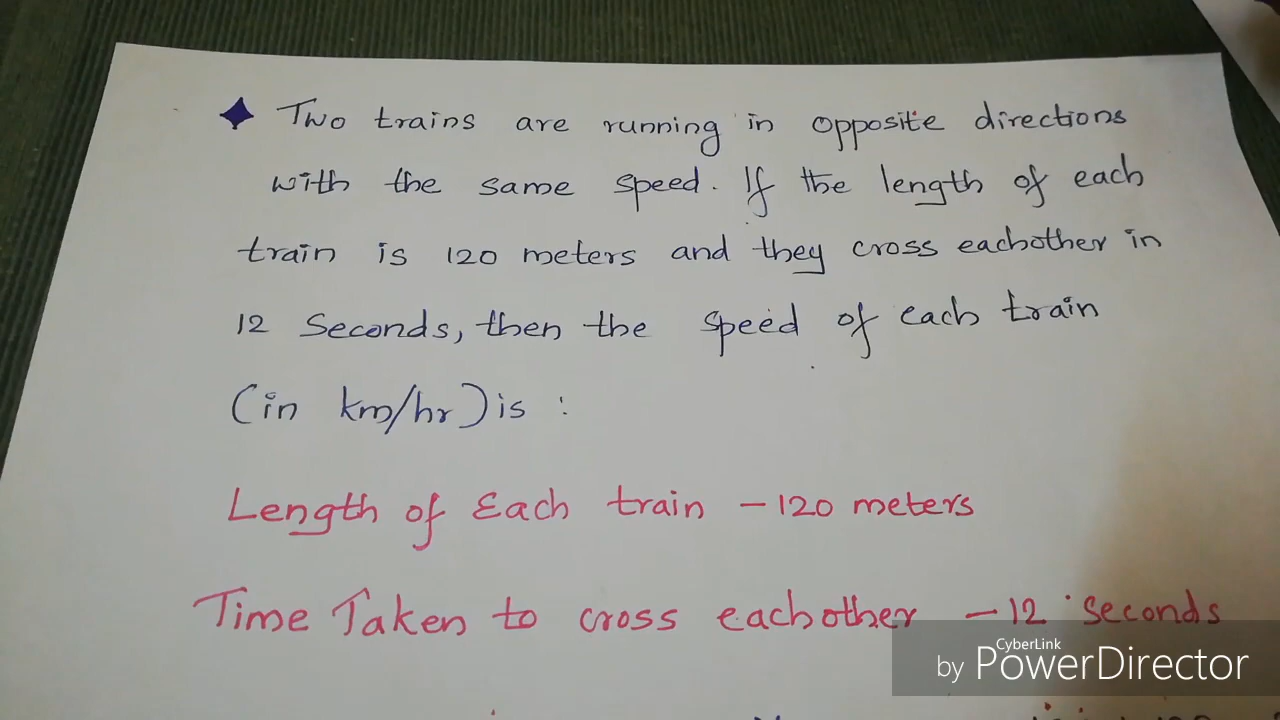 Two trains are running in opposite directions
with the same speed. If the length of each
train is 120 meters and they cross eachother in
12 Seconds, then the speed of each train
(in km/hr) is :
Length of Each train - 120 meters
Time Taken to cross eachother - 12 seconds
CyberLink
by PowerDirector